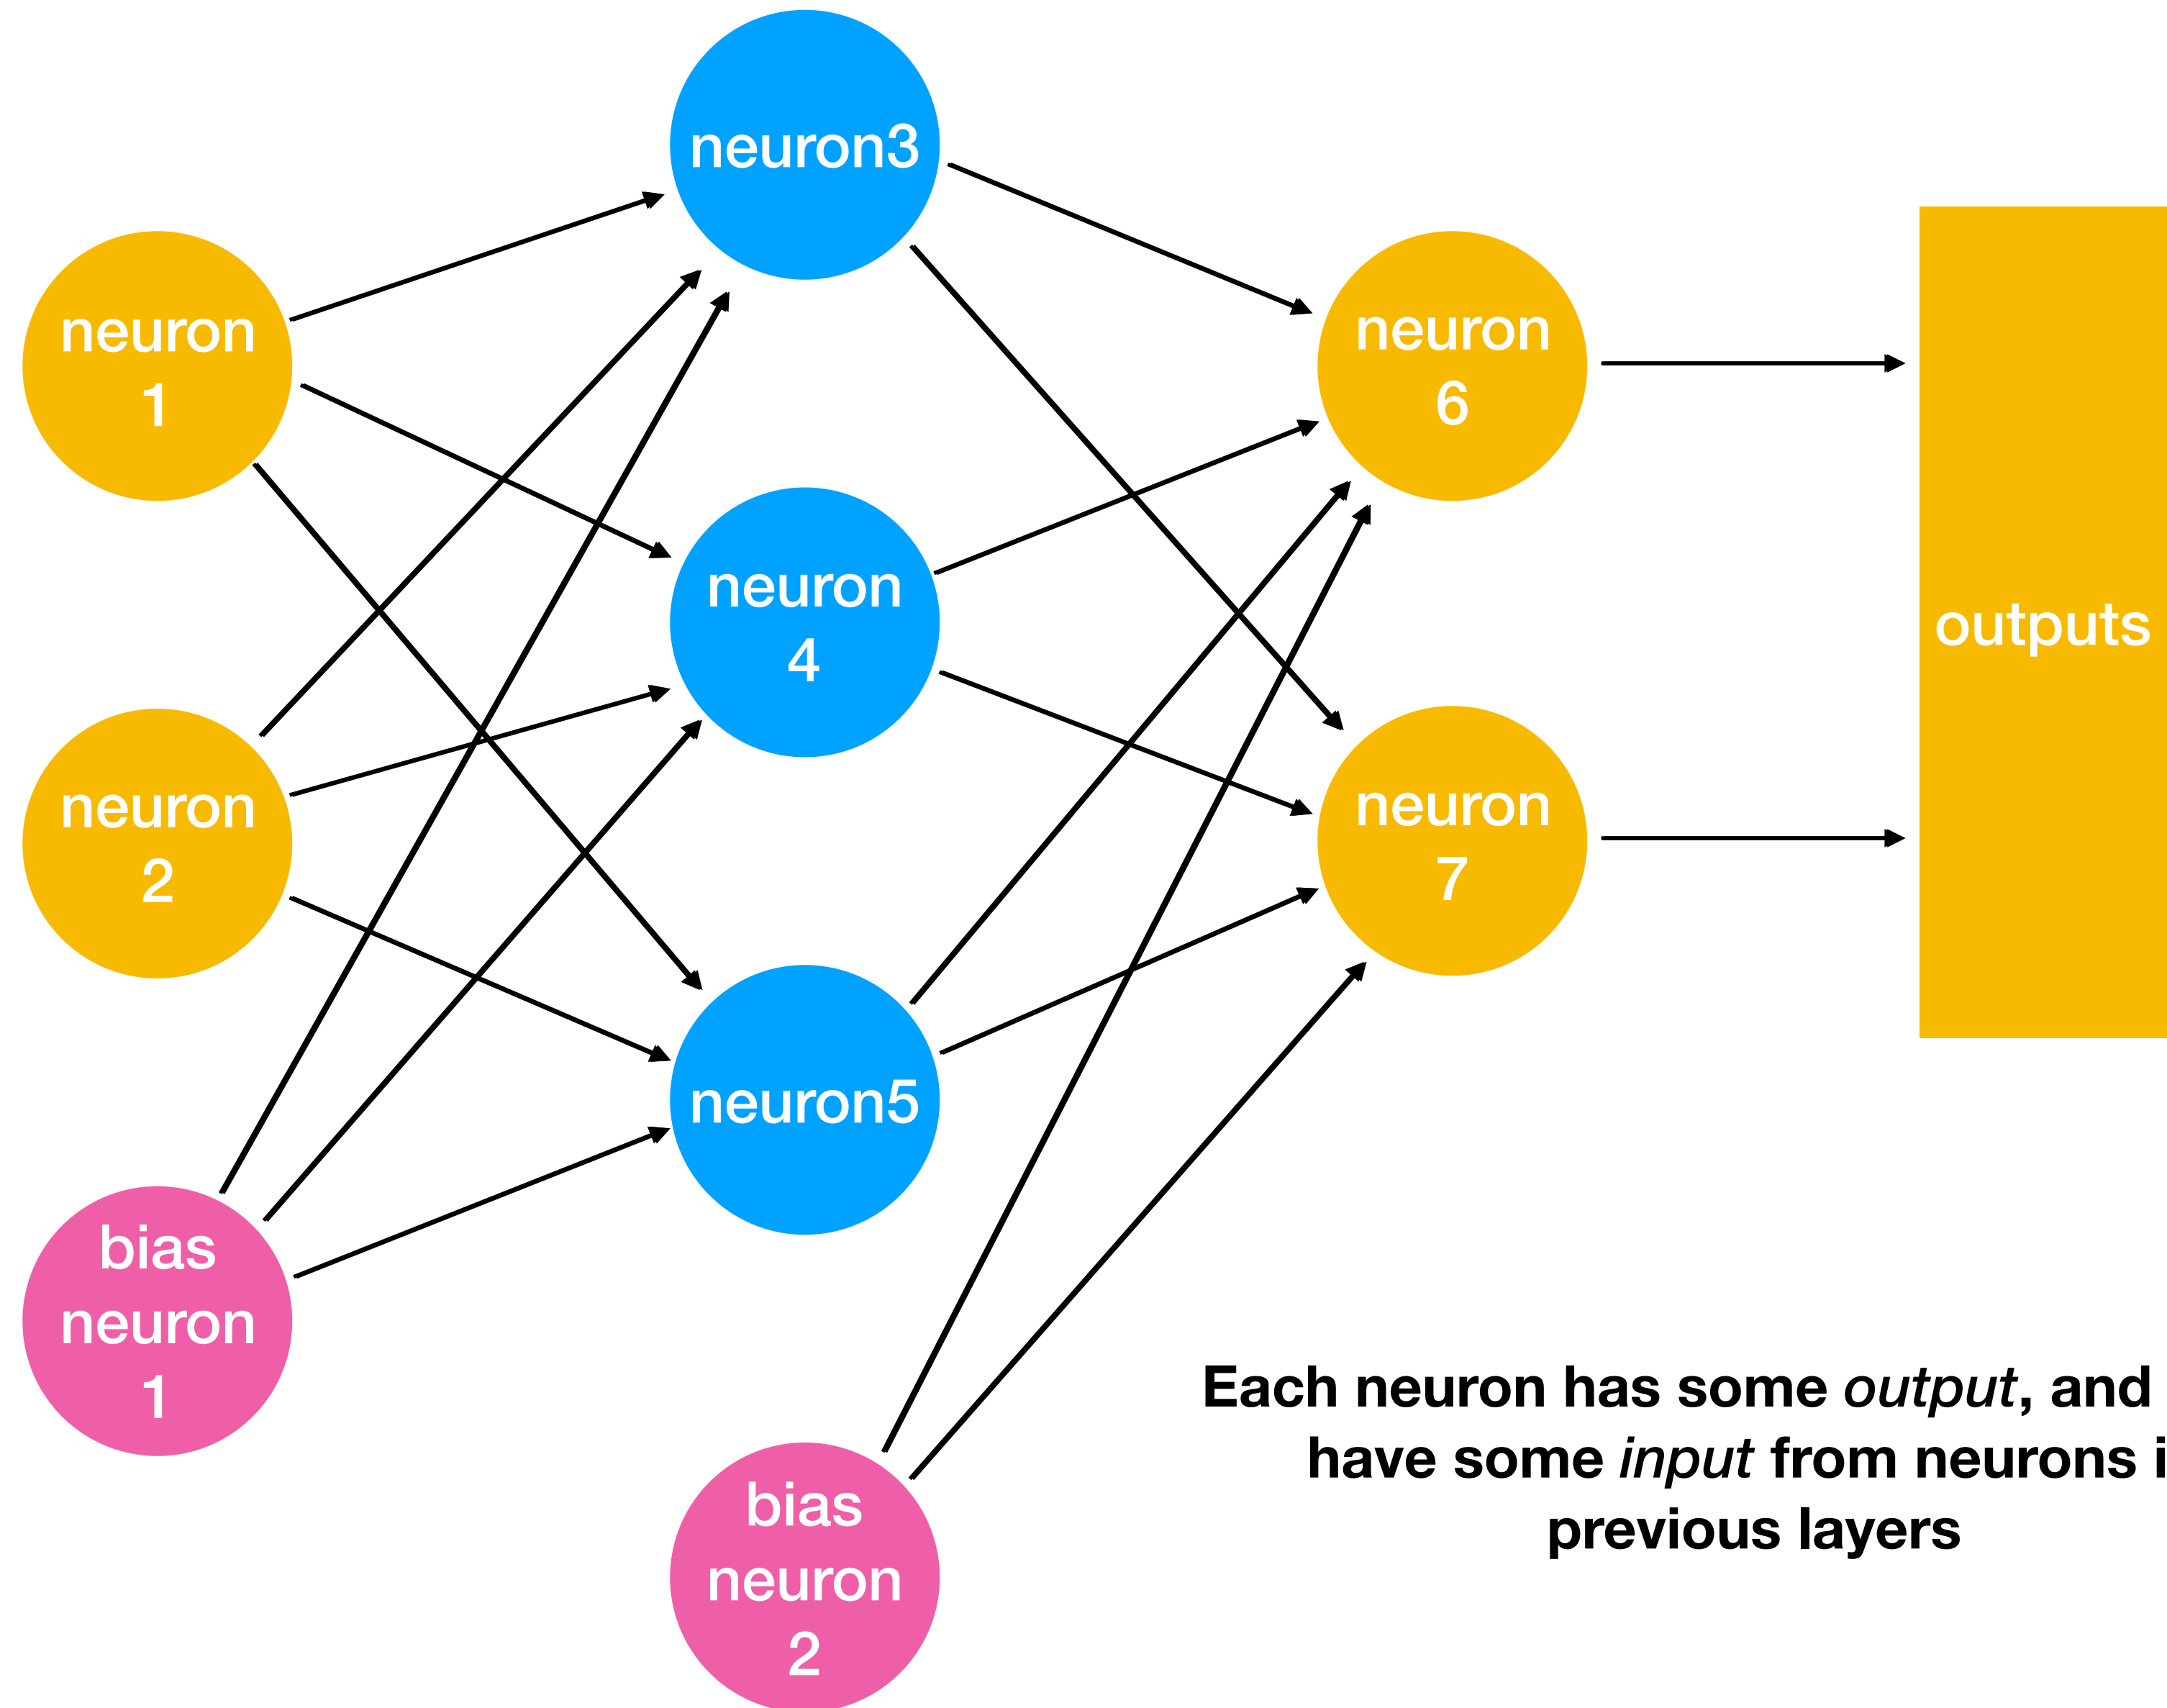 neuron3
neuron
1
neuron
6
neuron
4
outputs
neuron
2
neuron
7
neuron5
bias
neuron
1
Each neuron has some output, and
have some input from neurons i
previous layers
bias
neuron
2